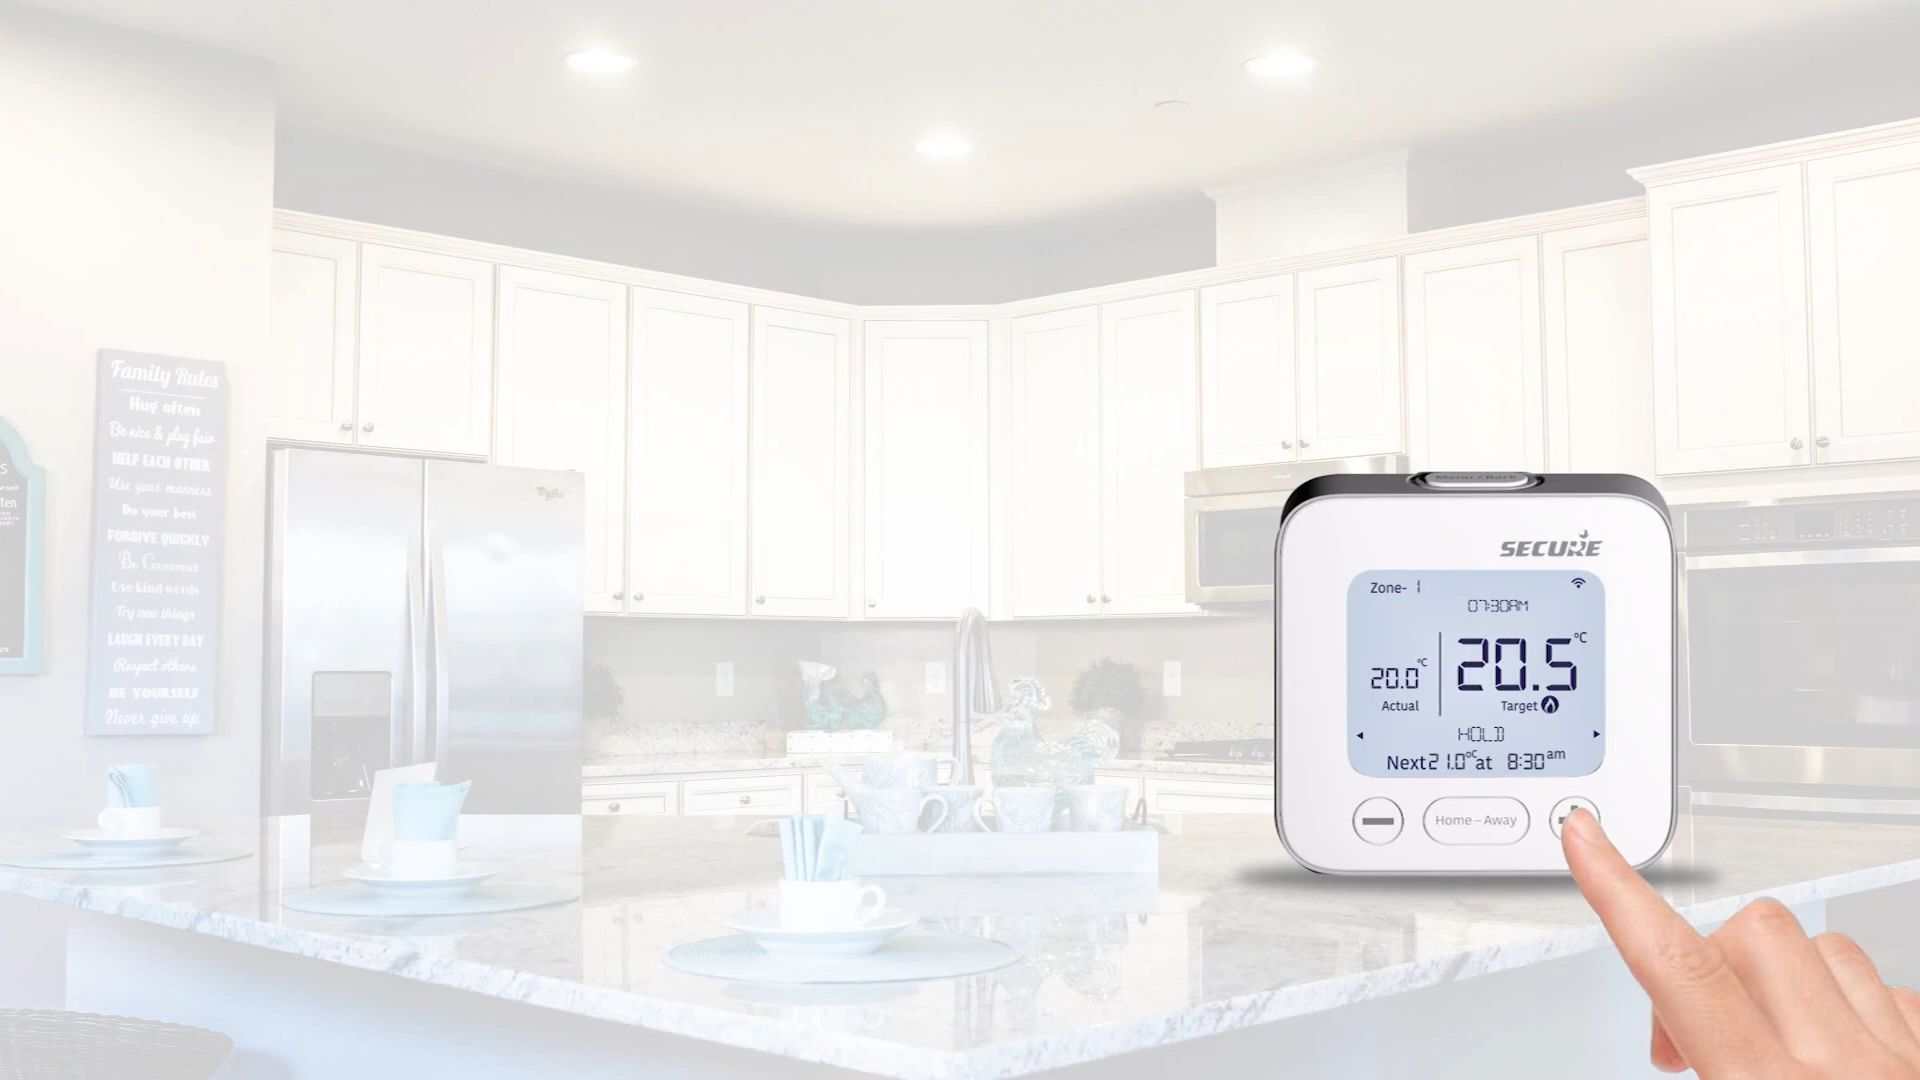 Family Rules
Hug often
Be nice & play fair
HELP EACH OTHER
Use your manners
Do your best
FORGIVE QUICKLY
Be Generous
Use kind words
Try new things
LAUGH EVERY DAY
Respect others
BE YOURSELF
Never give up
Menu / Back
SECURE
Zone- 1
07:30AM
20.0°C
20.5°C
Actual
Target
HOLD
Next 21.0°C at 8:30am
Home – Away